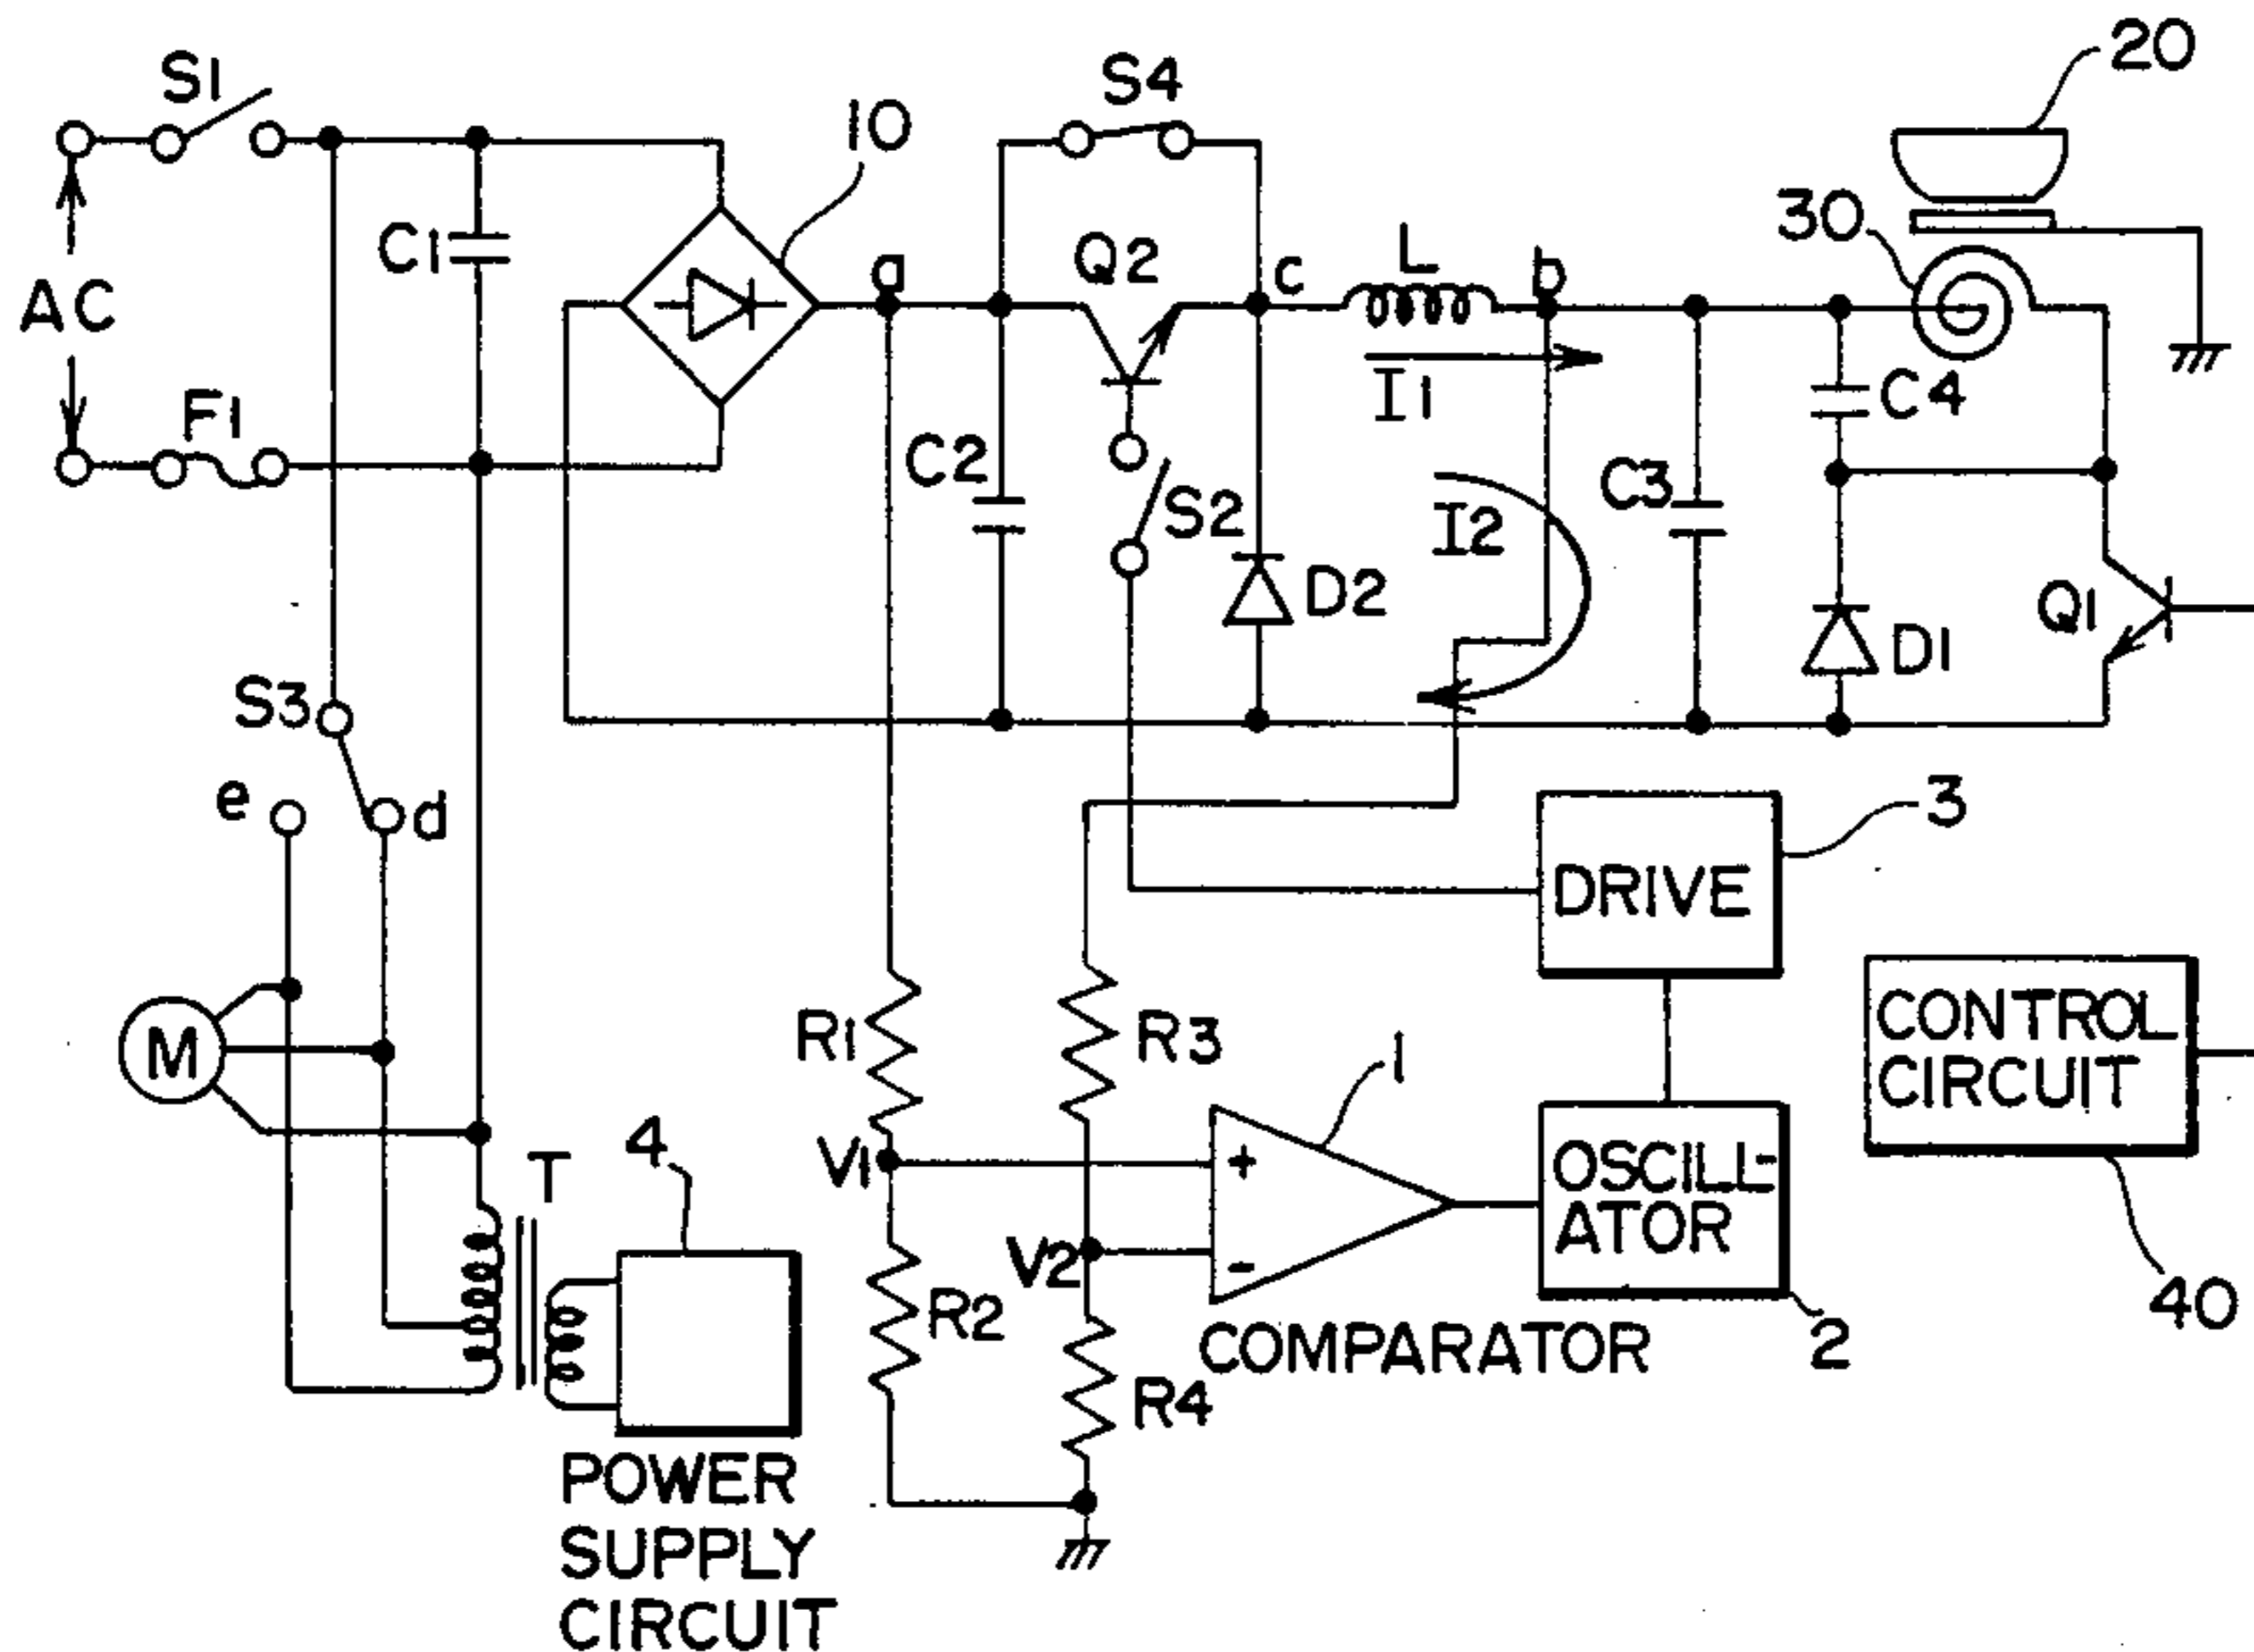 S1
S4
20
10
C1
a
Q2
c
L
b
30
AC
I1
C4
F1
C2
S2
I2
C3
D2
Q1
D1
S3
e
d
3
DRIVE
M
R1
R3
1
CONTROL
CIRCUIT
4
T
V1
+
OSCILL-
ATOR
V2
-
R2
COMPARATOR
2
40
R4
POWER
SUPPLY
CIRCUIT